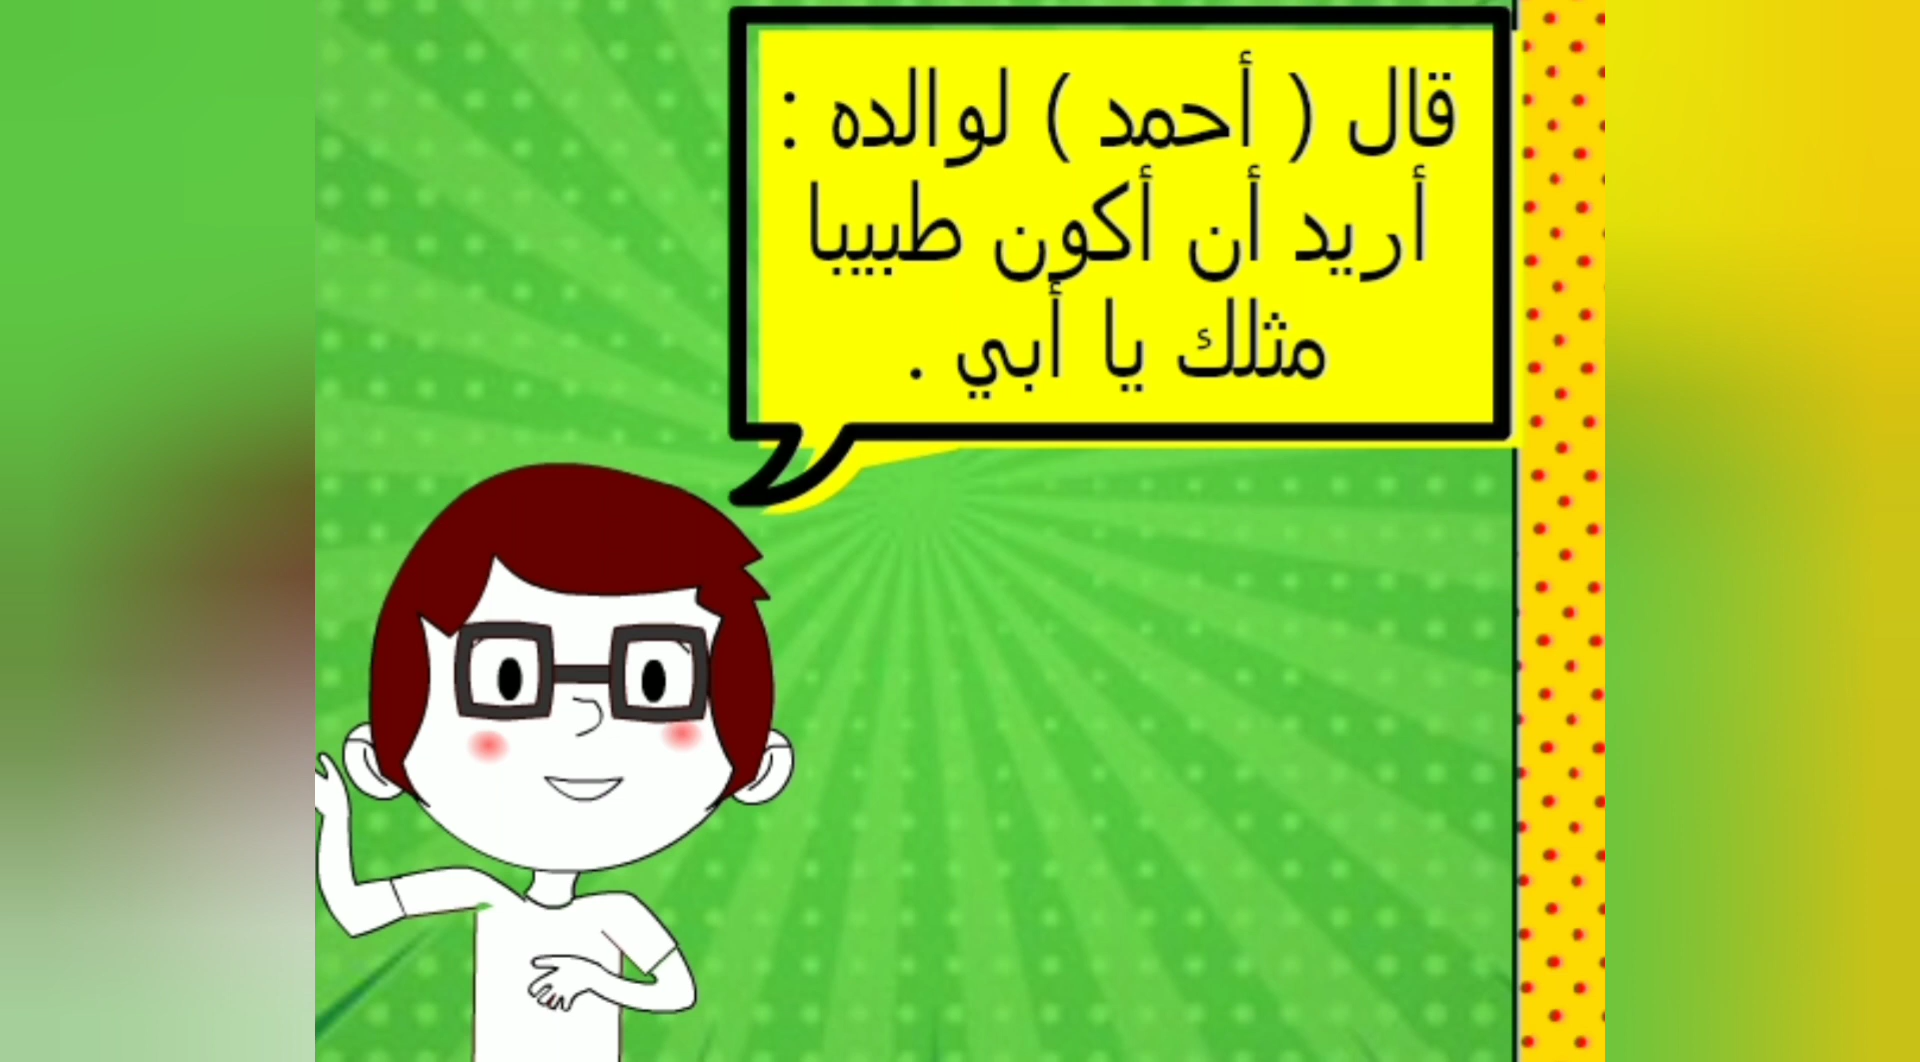 قال ( أحمد ) لوالده :
أريد أن أكون طبيبا
مثلك يا أبي .